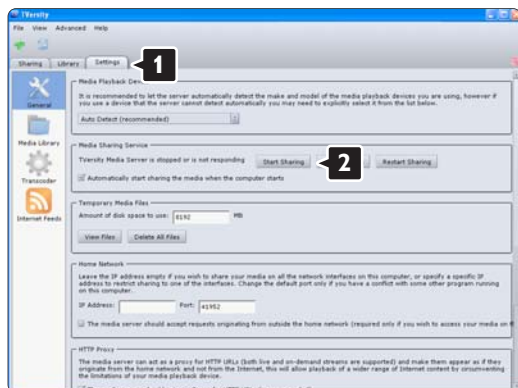 TVersity
File View Advanced Help
Sharing Library Settings
1
General
Media Library
Transcoder
Internet Feeds
Media Playback
It is recommended to let the server automatically detect the make and model of the media playback devices you are using, however if
you use a device that the server cannot detect automatically you may need to explicitly select it from the list below.
Auto Detect (recommended)
Media Sharing Service
TVersity Media Server is stopped or is not responding Start Sharing 2 Restart Sharing
Automatically start sharing the media when the computer starts
Temporary Media Files
Amount of disk space to use: 8192 MB
View Files Delete All Files
Home Network
Leave the IP address empty if you wish to share your media on all the network interfaces on this computer, or specify a specific IP
address to restrict sharing to one of the interfaces. Change the default port only if you have a conflict with some other program running
on this computer.
IP Address: Port: 41952
The media server should accept requests originating from outside the home network (required only if you wish to access your media on
HTTP Proxy
The media server can act as a proxy for HTTP URLs (both live and on-demand streams are supported) and make them appear as if they
originate from the home network and not from the Internet, this will allow playback of a wider range of Internet content by circumventing
the limitations of your media playback device.